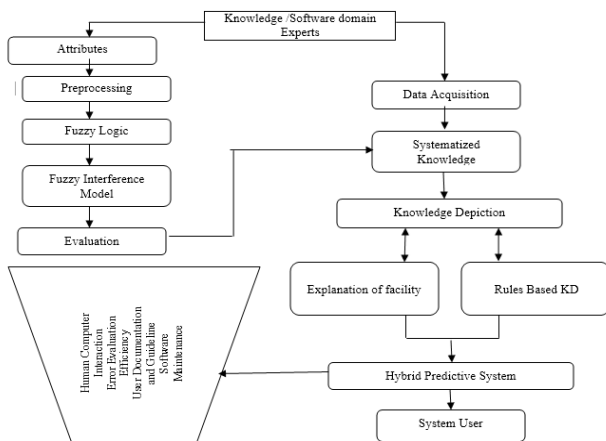 Knowledge /Software domain
Experts
Attributes
Preprocessing
Fuzzy Logic
Fuzzy Interference
Model
Evaluation
Data Acquisition
Systematized
Knowledge
Knowledge Depiction
Explanation of facility
Rules Based KD
Hybrid Predictive System
System User
Human Computer
Interaction
Error Evaluation
Efficiency
User Documentation
and Guideline
Software
Maintenance